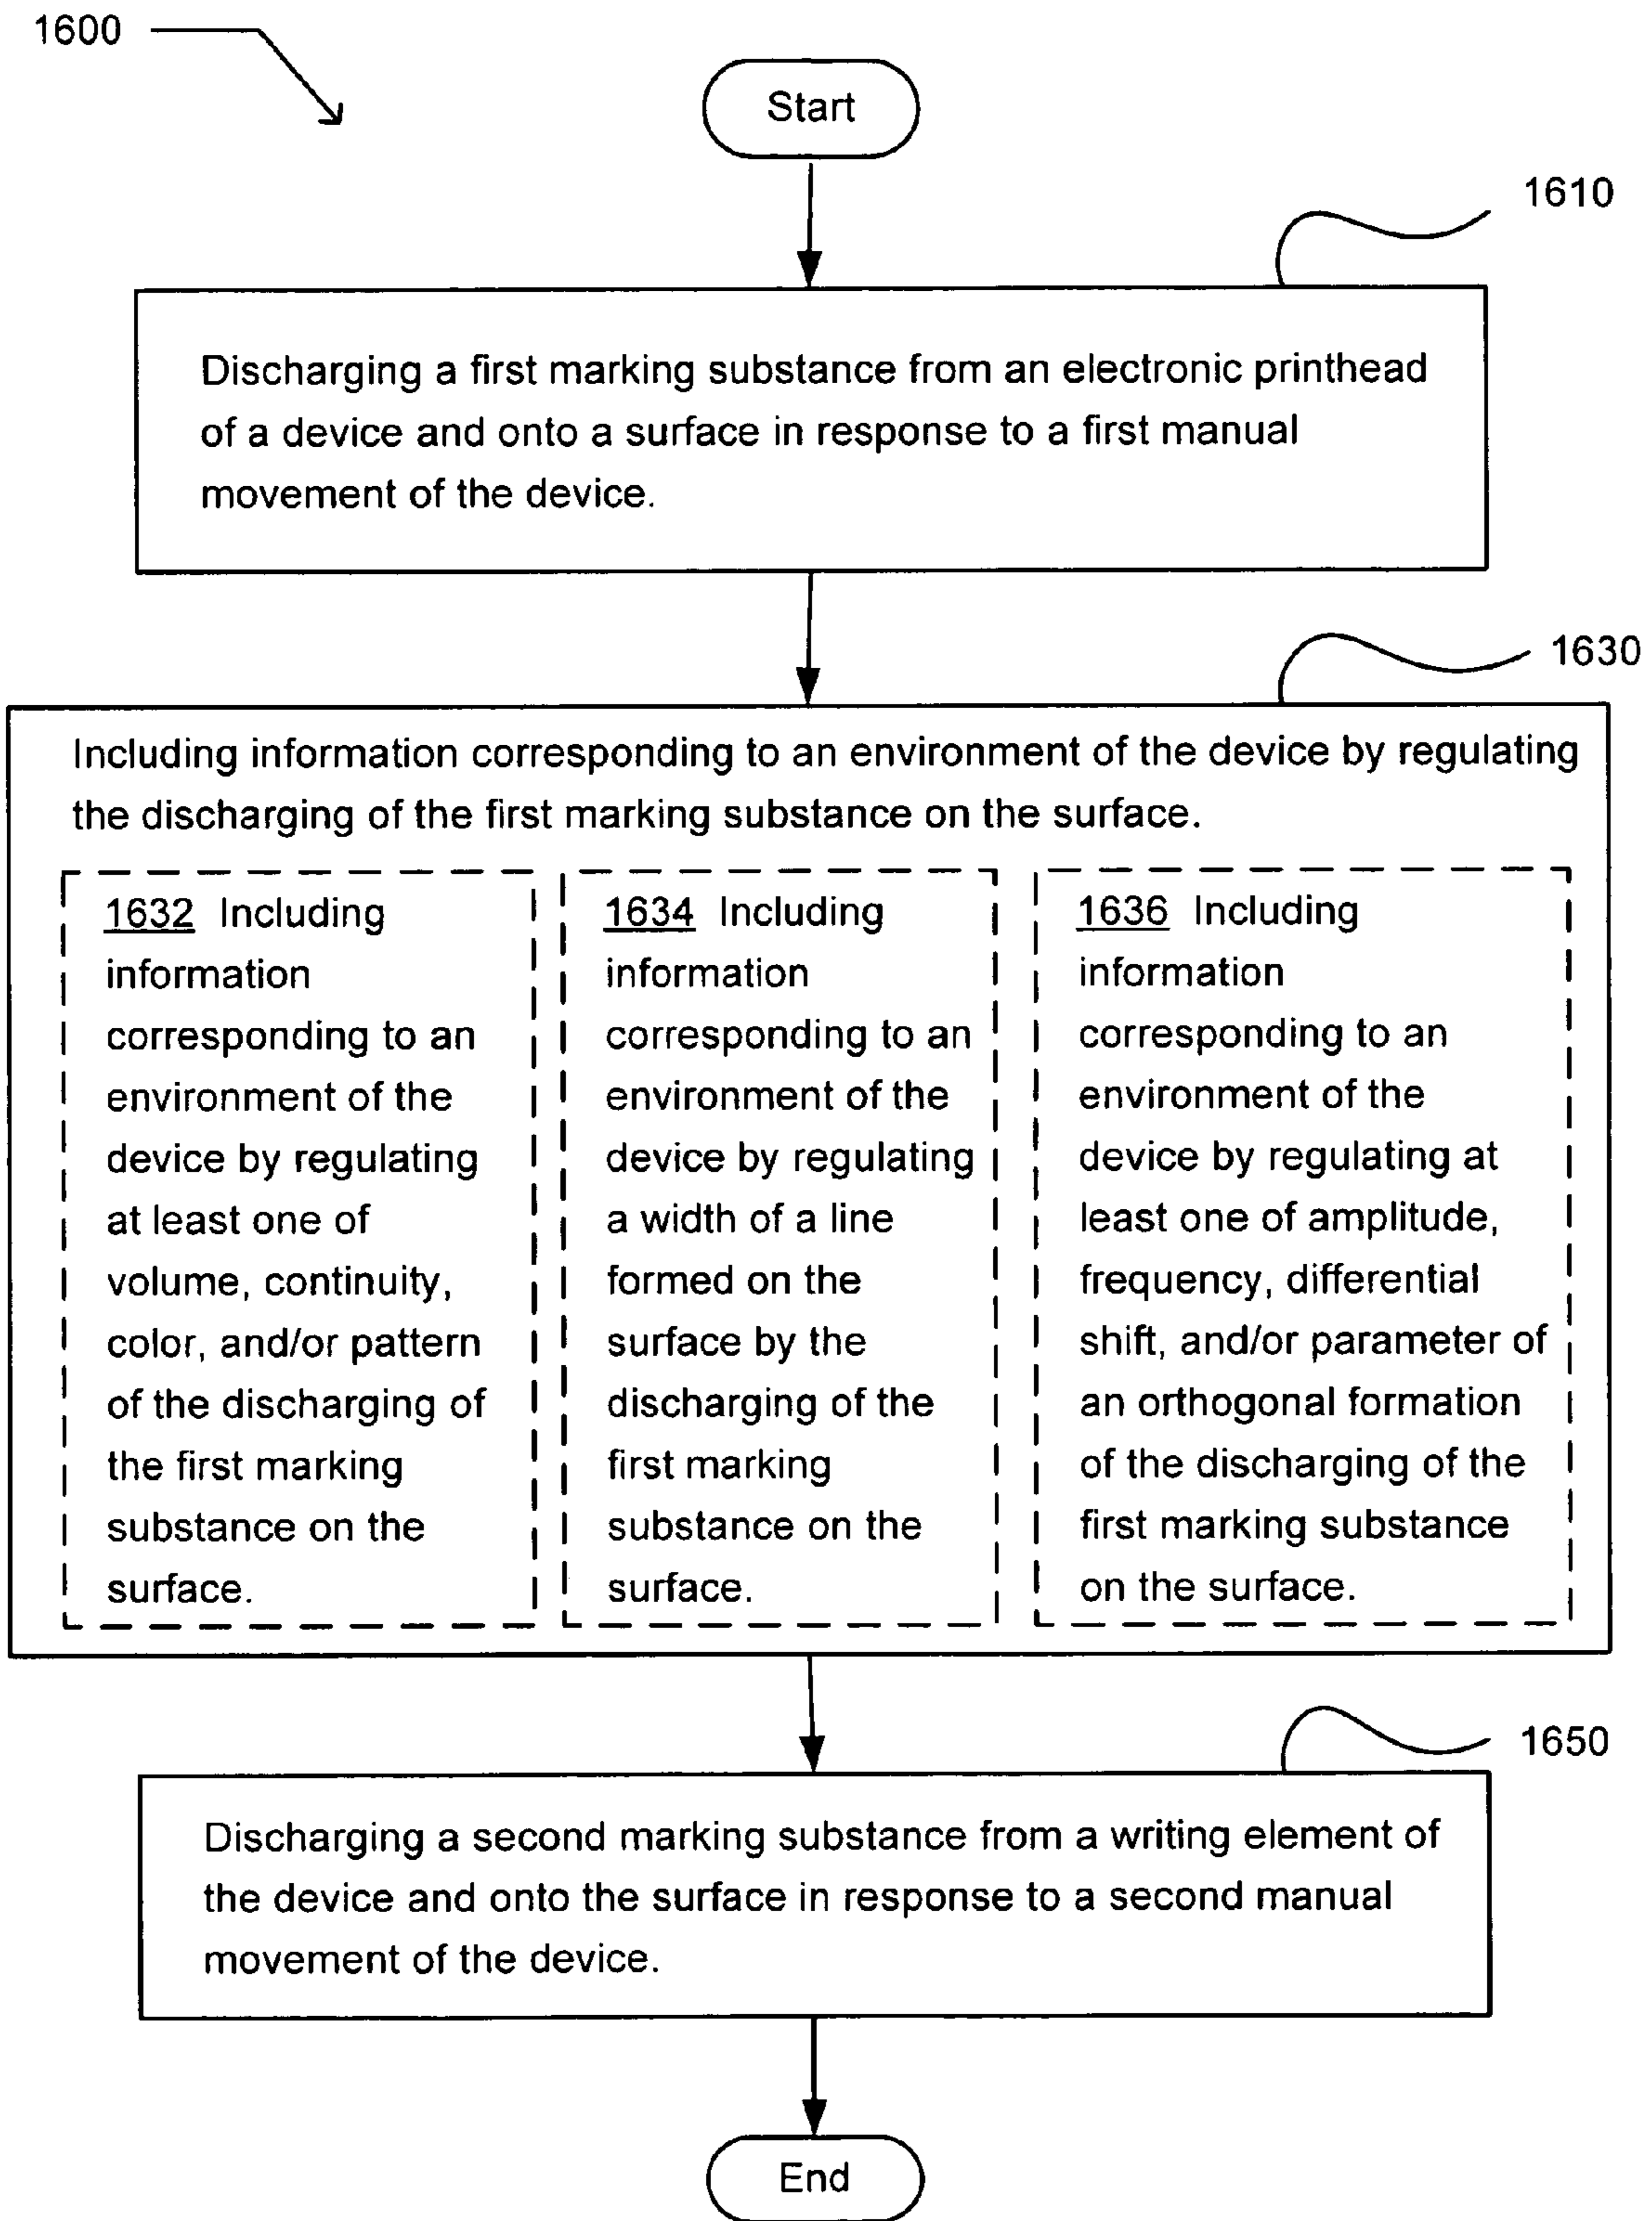 1600
Start
1610
Discharging a first marking substance from an electronic printhead
of a device and onto a surface in response to a first manual
movement of the device.
1630
Including information corresponding to an environment of the device by regulating
the discharging of the first marking substance on the surface.
1632 Including
information
corresponding to an
environment of the
device by regulating
at least one of
volume, continuity,
color, and/or pattern
of the discharging of
the first marking
substance on the
surface.
1634 Including
information
corresponding to an
environment of the
device by regulating
a width of a line
formed on the
surface by the
discharging of the
first marking
substance on the
surface.
1636 Including
information
corresponding to an
environment of the
device by regulating at
least one of amplitude,
frequency, differential
shift, and/or parameter of
an orthogonal formation
of the discharging of the
first marking substance
on the surface.
1650
Discharging a second marking substance from a writing element of
the device and onto the surface in response to a second manual
movement of the device.
End